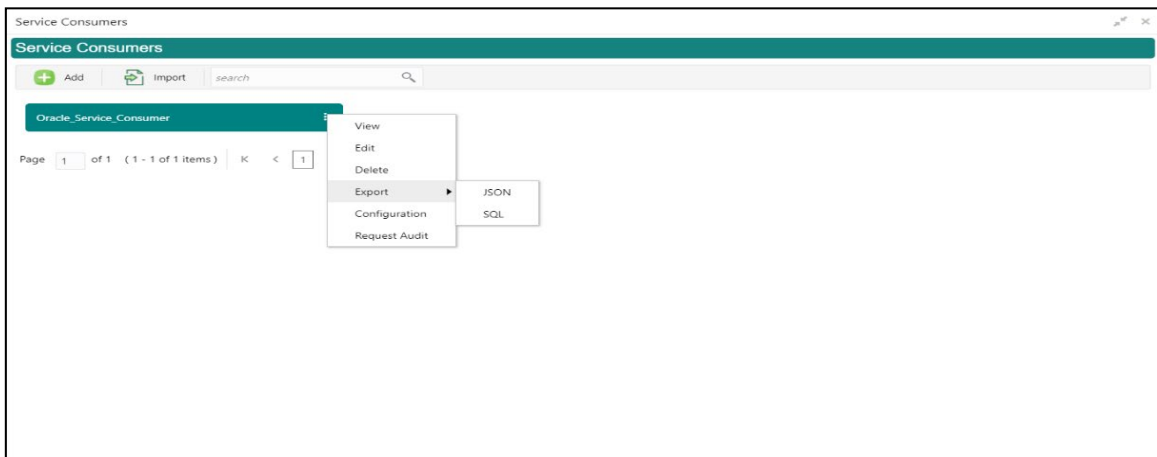 Service Consumers
Service Consumers
Add Import search
Oracle_Service_Consumer
View
Edit
Delete
Export JSON
Configuration SQL
Request Audit
Page 1 of 1 ( 1 - 1 of 1 items ) K < 1